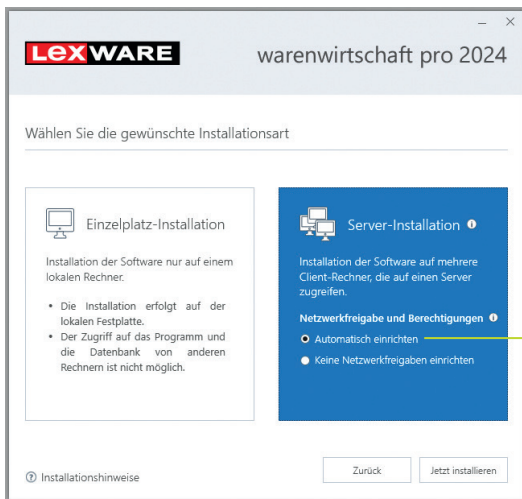 LEXWARE
warenwirtschaft pro 2024
Wählen Sie die gewünschte Installationsart
Einzelplatz-Installation
Installation der Software nur auf einem
lokalen Rechner.
• Die Installation erfolgt auf der
lokalen Festplatte.
• Der Zugriff auf das Programm und
die Datenbank von anderen
Rechnern ist nicht möglich.
Server-Installation
Installation der Software auf mehrere
Client-Rechner, die auf einen Server
zugreifen.
Netzwerkfreigabe und Berechtigungen
Automatisch einrichten
Keine Netzwerkfreigaben einrichten
Installationshinweise
Zurück
Jetzt installieren